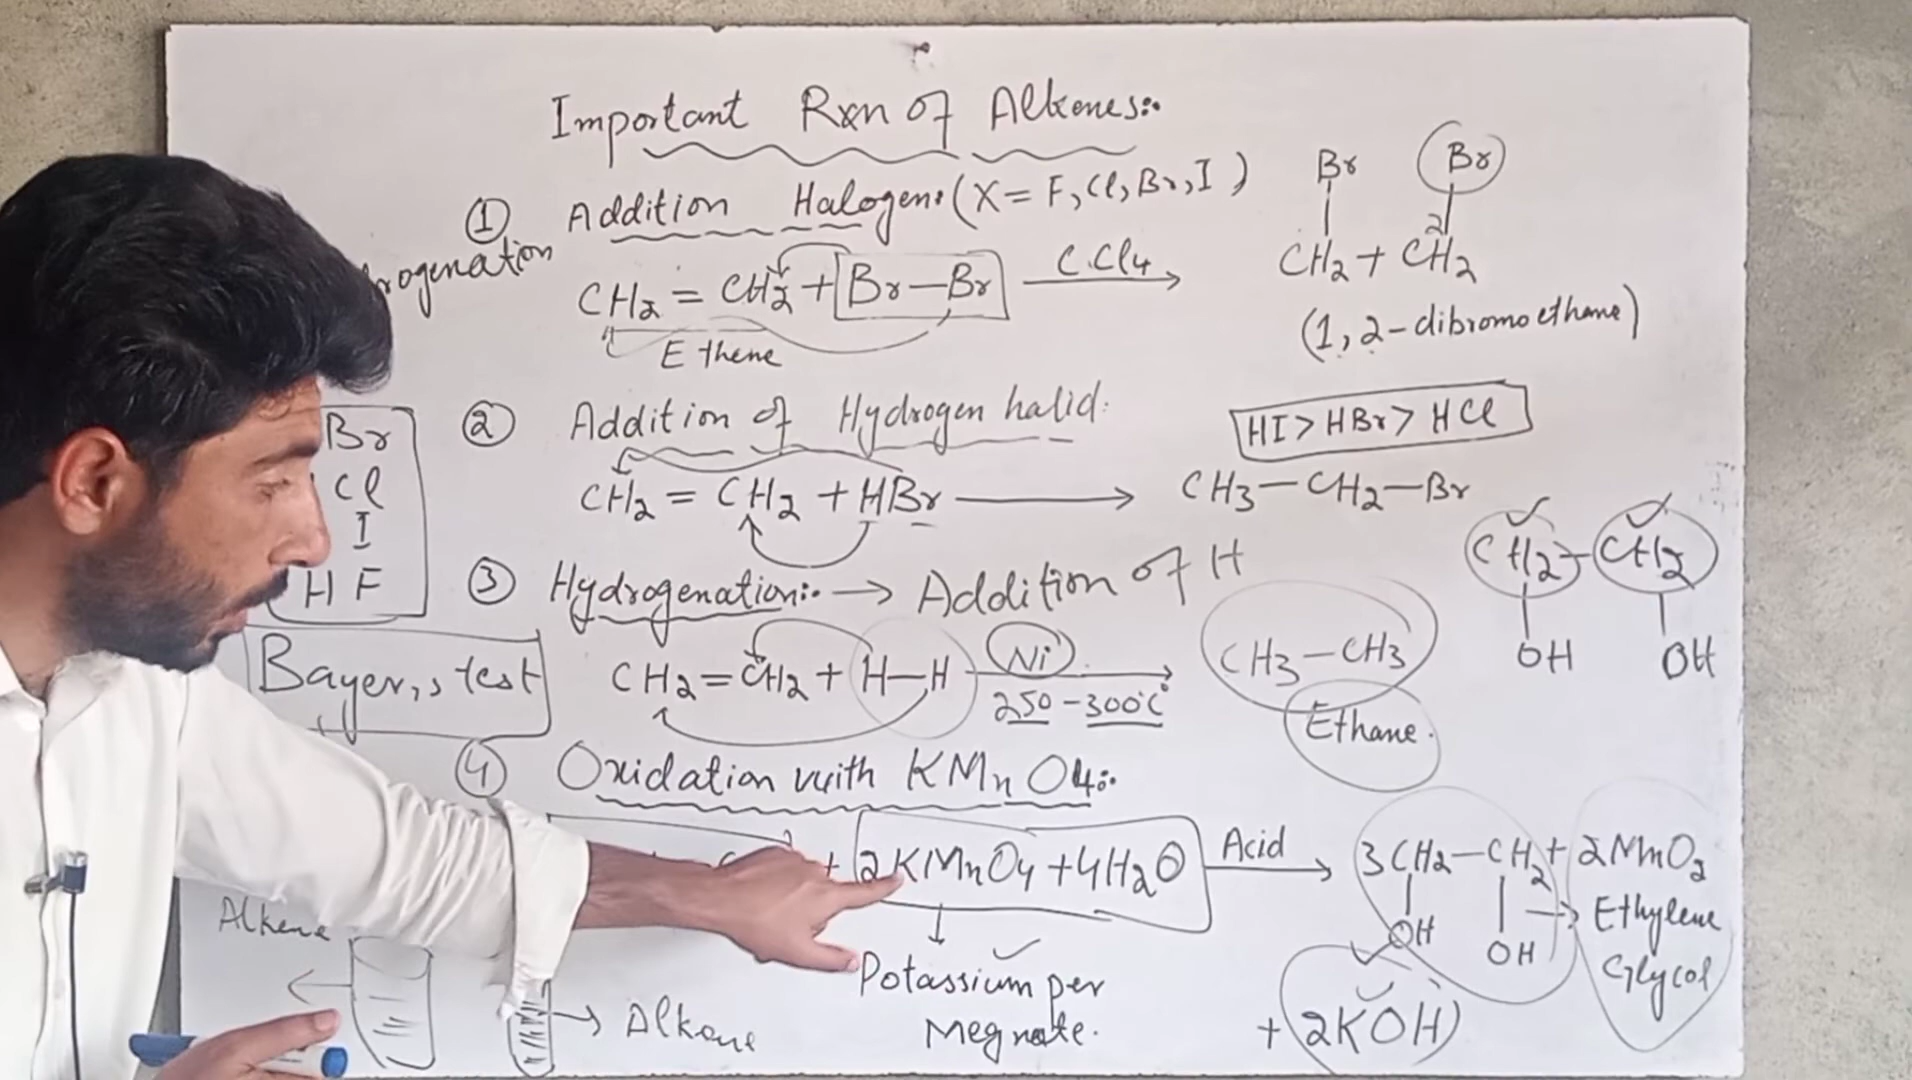 Important Rxn of Alkenes:-
① Addition Halogens (X = F, Cl, Br, I)
rogenation
CH2 = CH2 + Br—Br CCl4 →
Br Br
CH2 + CH2
2
Ethene
(1,2-dibromoethane)
② Addition of Hydrogen halid:
HI > HBr > HCl
CH2 = CH2 + HBr → CH3—CH2—Br
Br
Cl
I
H F
③ Hydrogenation:- → Addition of H
CH2—CH2
OH OH
Bayer,s test
CH2 = CH2 + H—H Ni → CH3—CH3
250-300°C
Ethane.
④ Oxidation with KMnO4:-
+ 2KMnO4 + 4H2O Acid → 3CH2—CH2 + 2MnO2
OH OH → Ethylene
Glycol
+ 2KOH
Potassium per
Megnate.
Alkene
→ Alkane